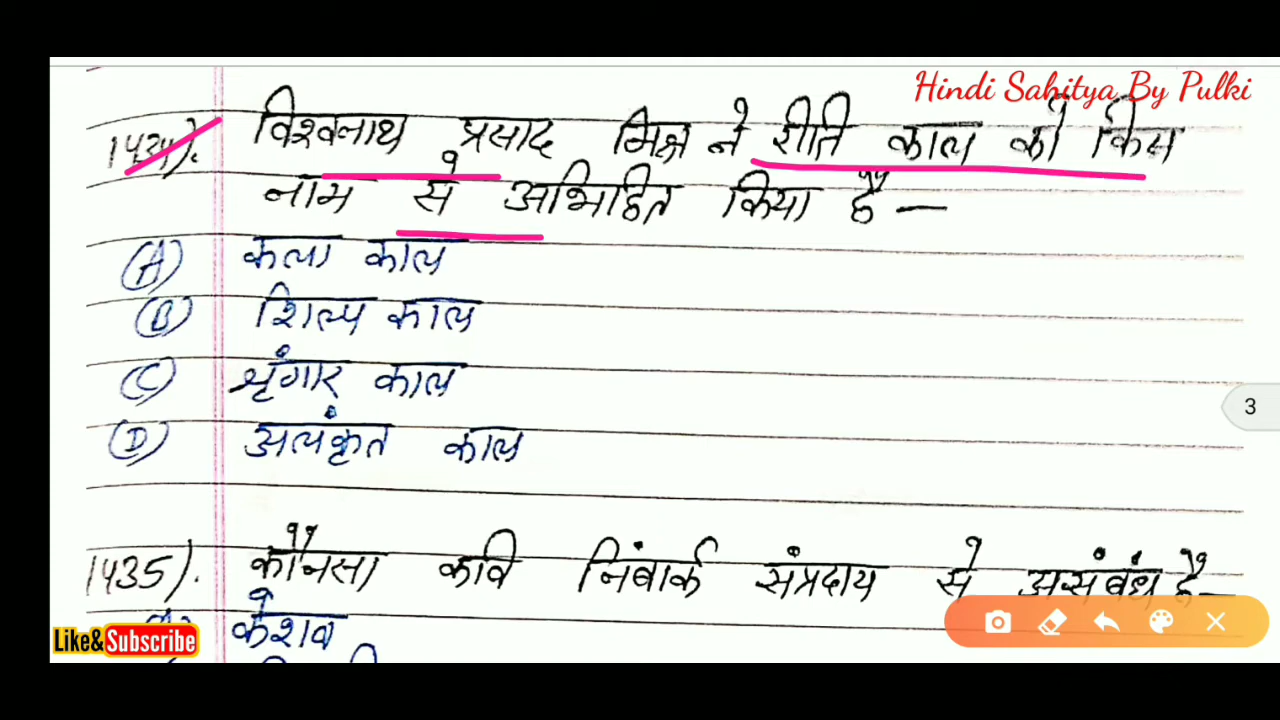 Hindi Sahitya By Pulki
1434). विश्वनाथ प्रसाद मिश्र ने रीति काल को किस
नाम से अभिहित किया है –
(A) कला काल
(B) शिल्प काल
(C) श्रृंगार काल
(D) अलंकृत काल
3
1435). कौनसा कवि निंबार्क संप्रदाय से असंबंध है–
केशव
Like& Subscribe